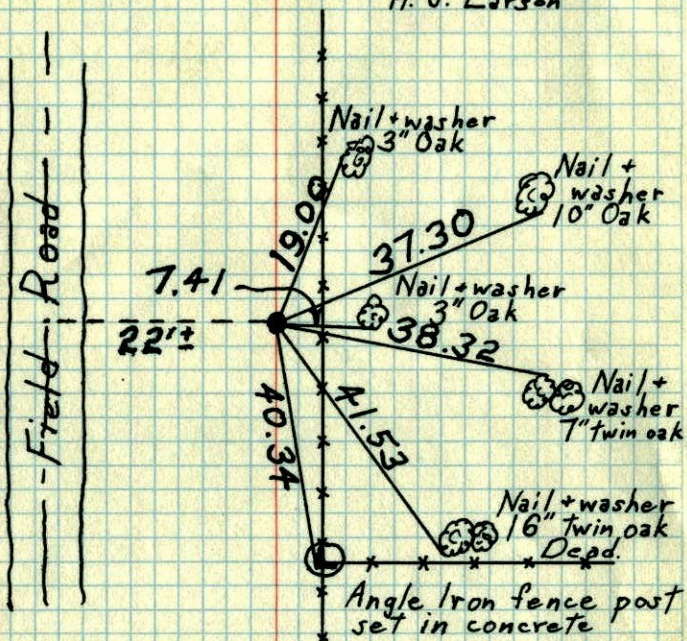 H. J. Larson
Nail + washer
3" Oak
Nail +
washer
10" Oak
19.00
37.30
7.41
Nail + washer
3" Oak
38.32
22'±
Field Road
Nail +
washer
7" twin oak
40.34
41.53
Nail + washer
16" twin oak
Dead.
Angle Iron fence post
set in concrete